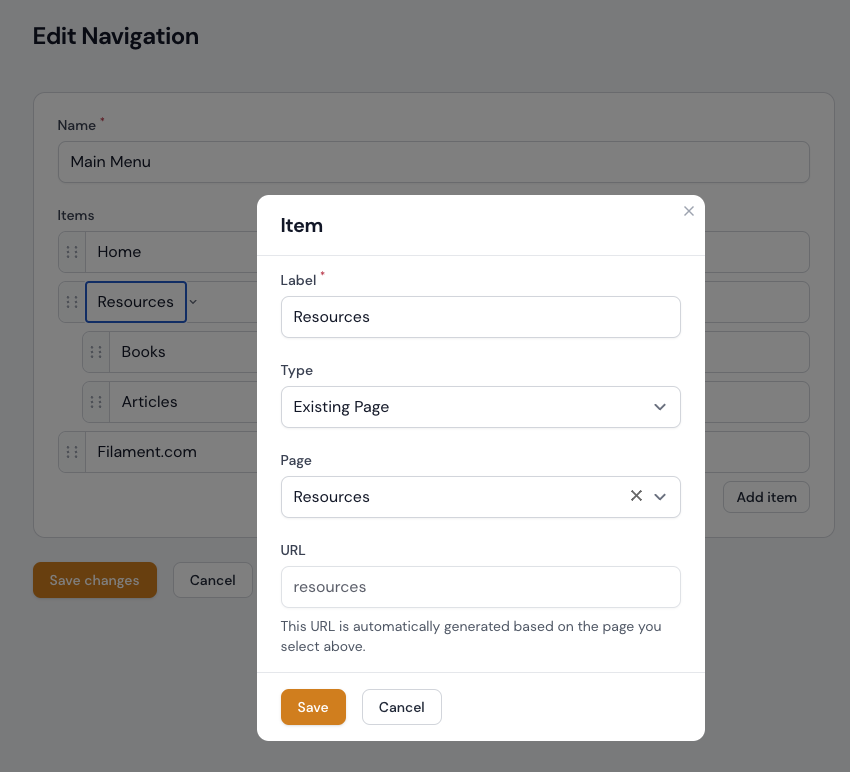 Edit Navigation
Name *
Main Menu
Items
Home
Resources
Books
Articles
Filament.com
Add item
Save changes
Cancel
Item
Label *
Resources
Type
Existing Page
Page
Resources
URL
resources
This URL is automatically generated based on the page you
select above.
Save
Cancel